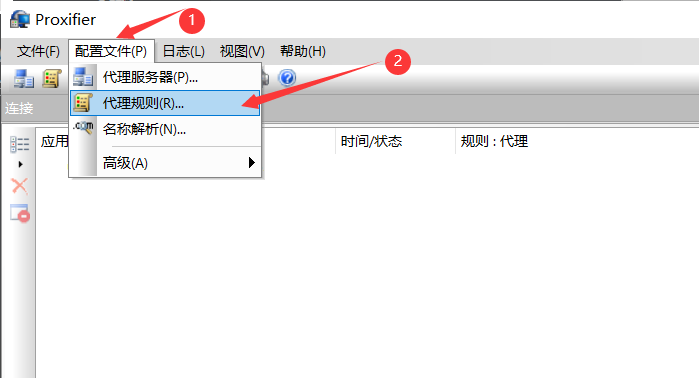 Proxifier
1
文件(F) 配置文件(P) 日志(L) 视图(V) 帮助(H)
2
代理服务器(P)...
代理规则(R)...
连接
.com
名称解析(N)...
应用 时间/状态 规则 : 代理
高级(A)